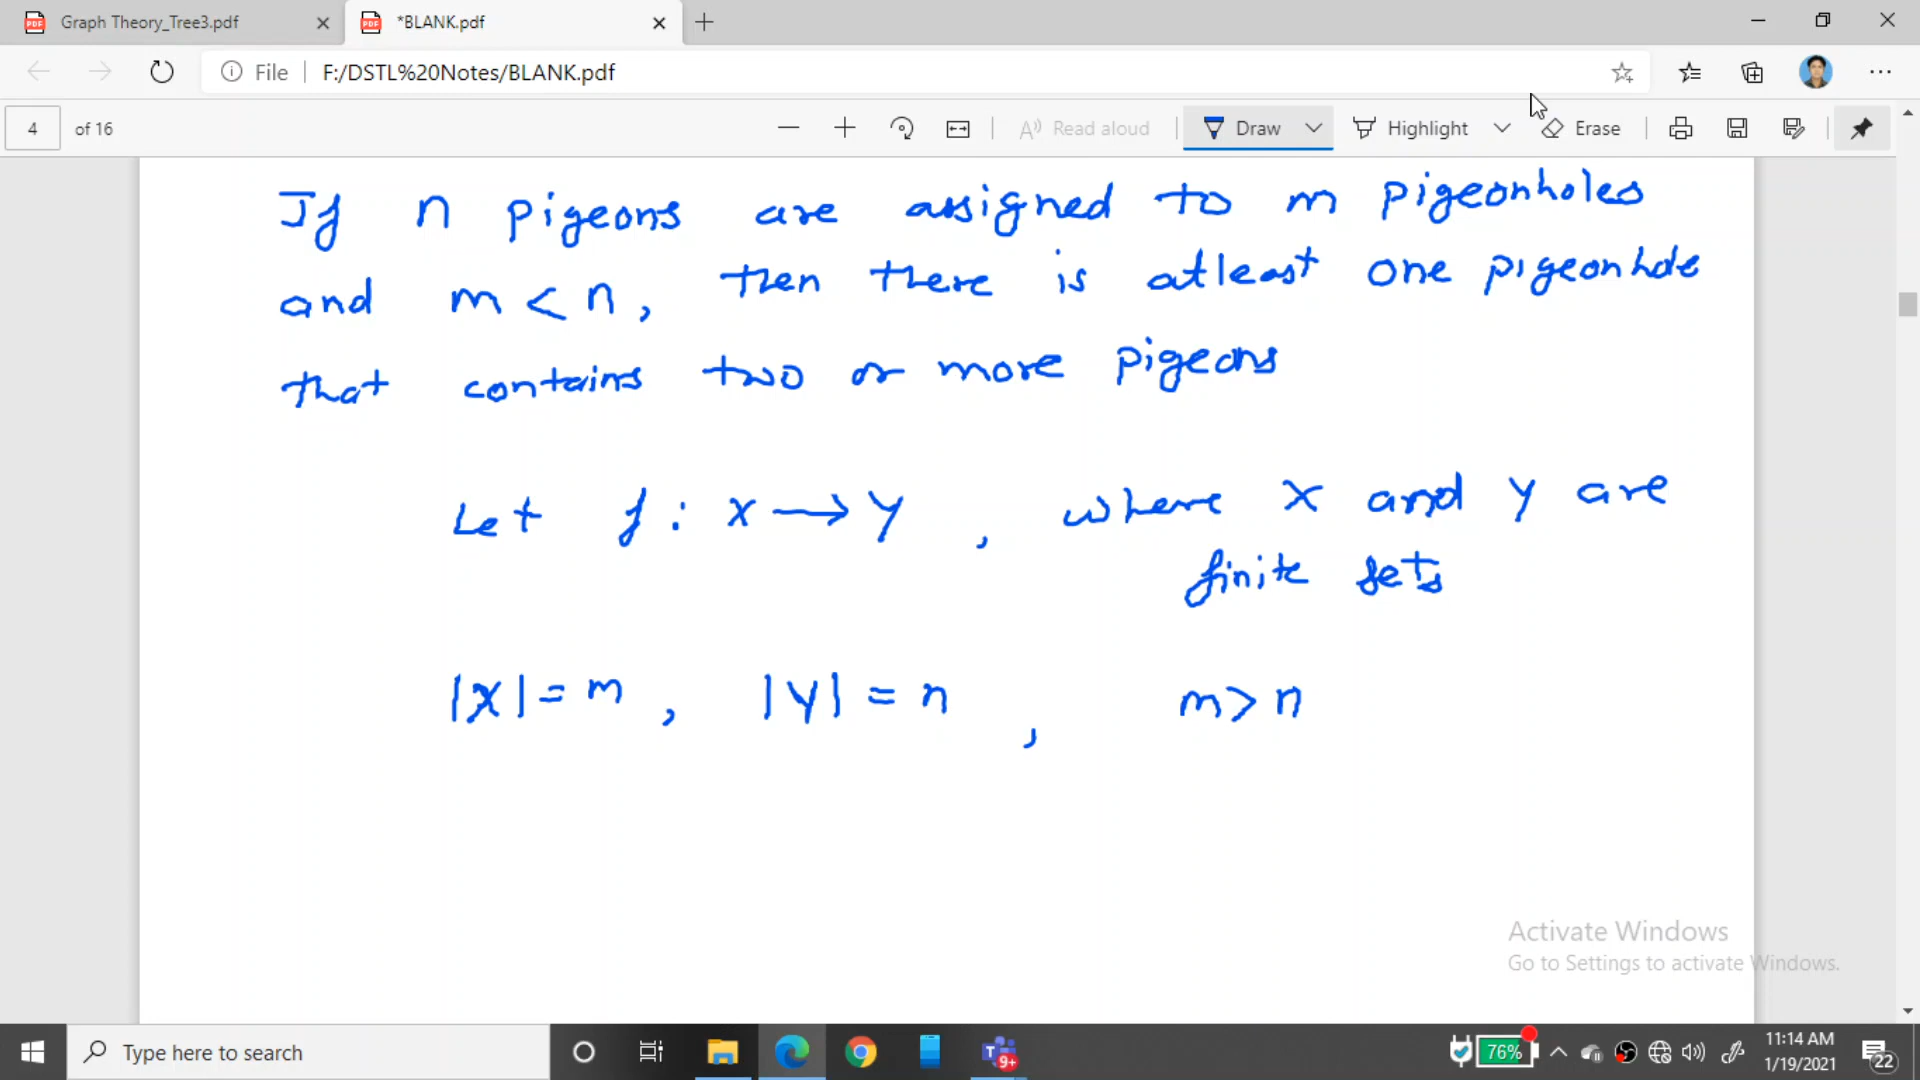 Graph Theory_Tree3.pdf
*BLANK.pdf
File
F:/DSTL%20Notes/BLANK.pdf
4 of 16
Read aloud
Draw
Highlight
Erase
If n pigeons are assigned to m pigeonholes
and m < n, then there is atleast one pigeonhole
that contains two or more pigeons
Let f : X → Y , where X and Y are
finite sets
|X| = m , |Y| = n , m > n
Activate Windows
Go to Settings to activate Windows.
Type here to search
9+
76%
11:14 AM
1/19/2021
22